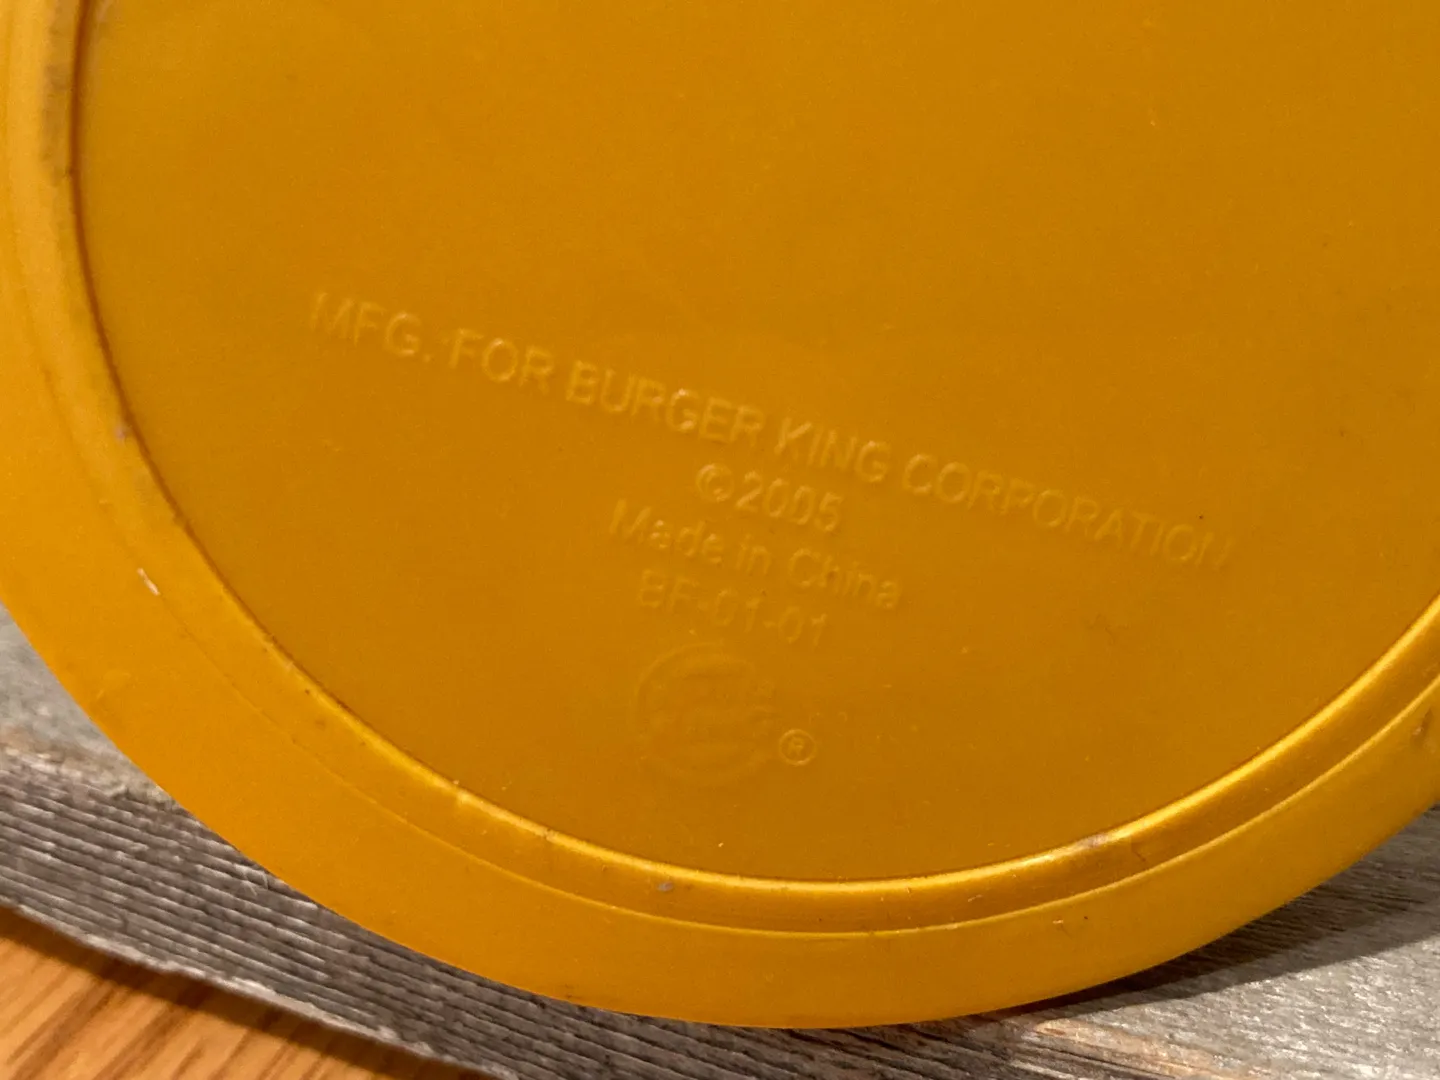 MFG. FOR BURGER KING CORPORATION
©2005
Made in China
BF-01-01
®